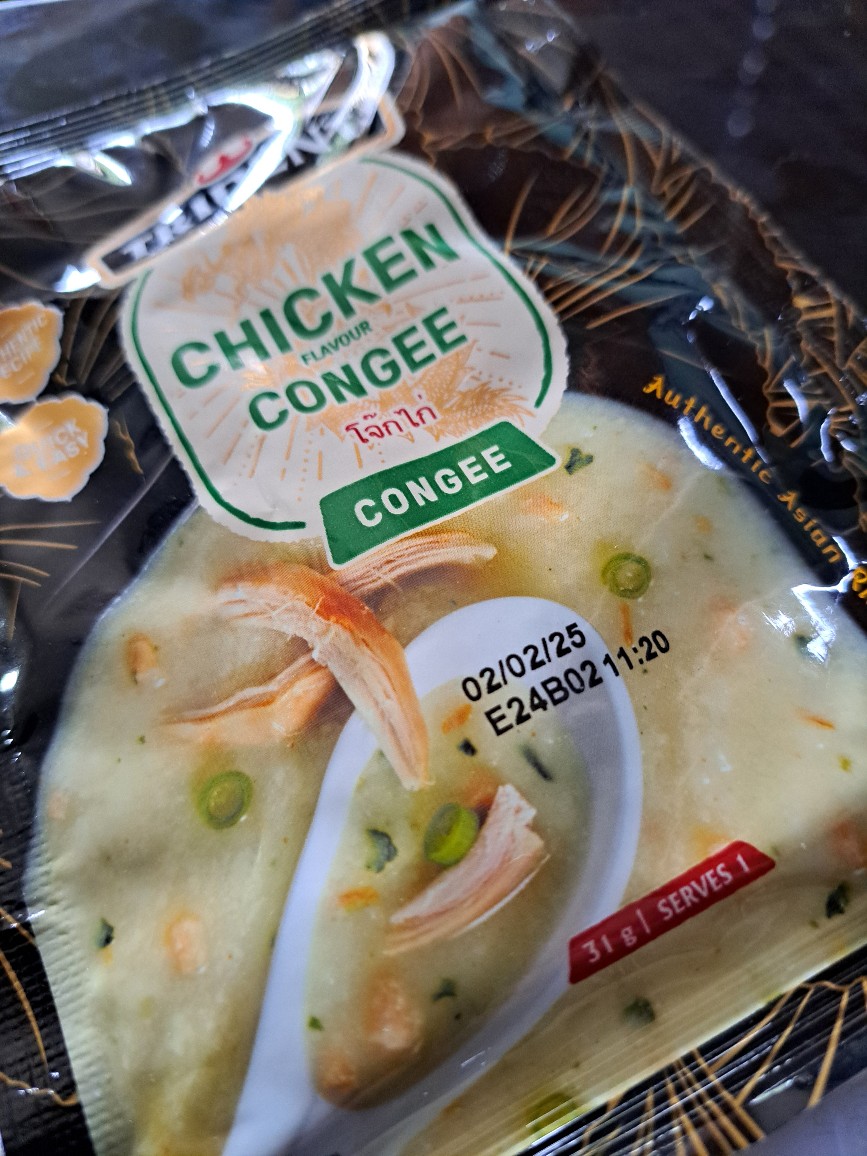 CHICKEN
FLAVOUR
CONGEE
โจ๊กไก่
CONGEE
& EASY
Authentic Asian
02/02/25
E24B02 11:20
31 g | SERVES 1